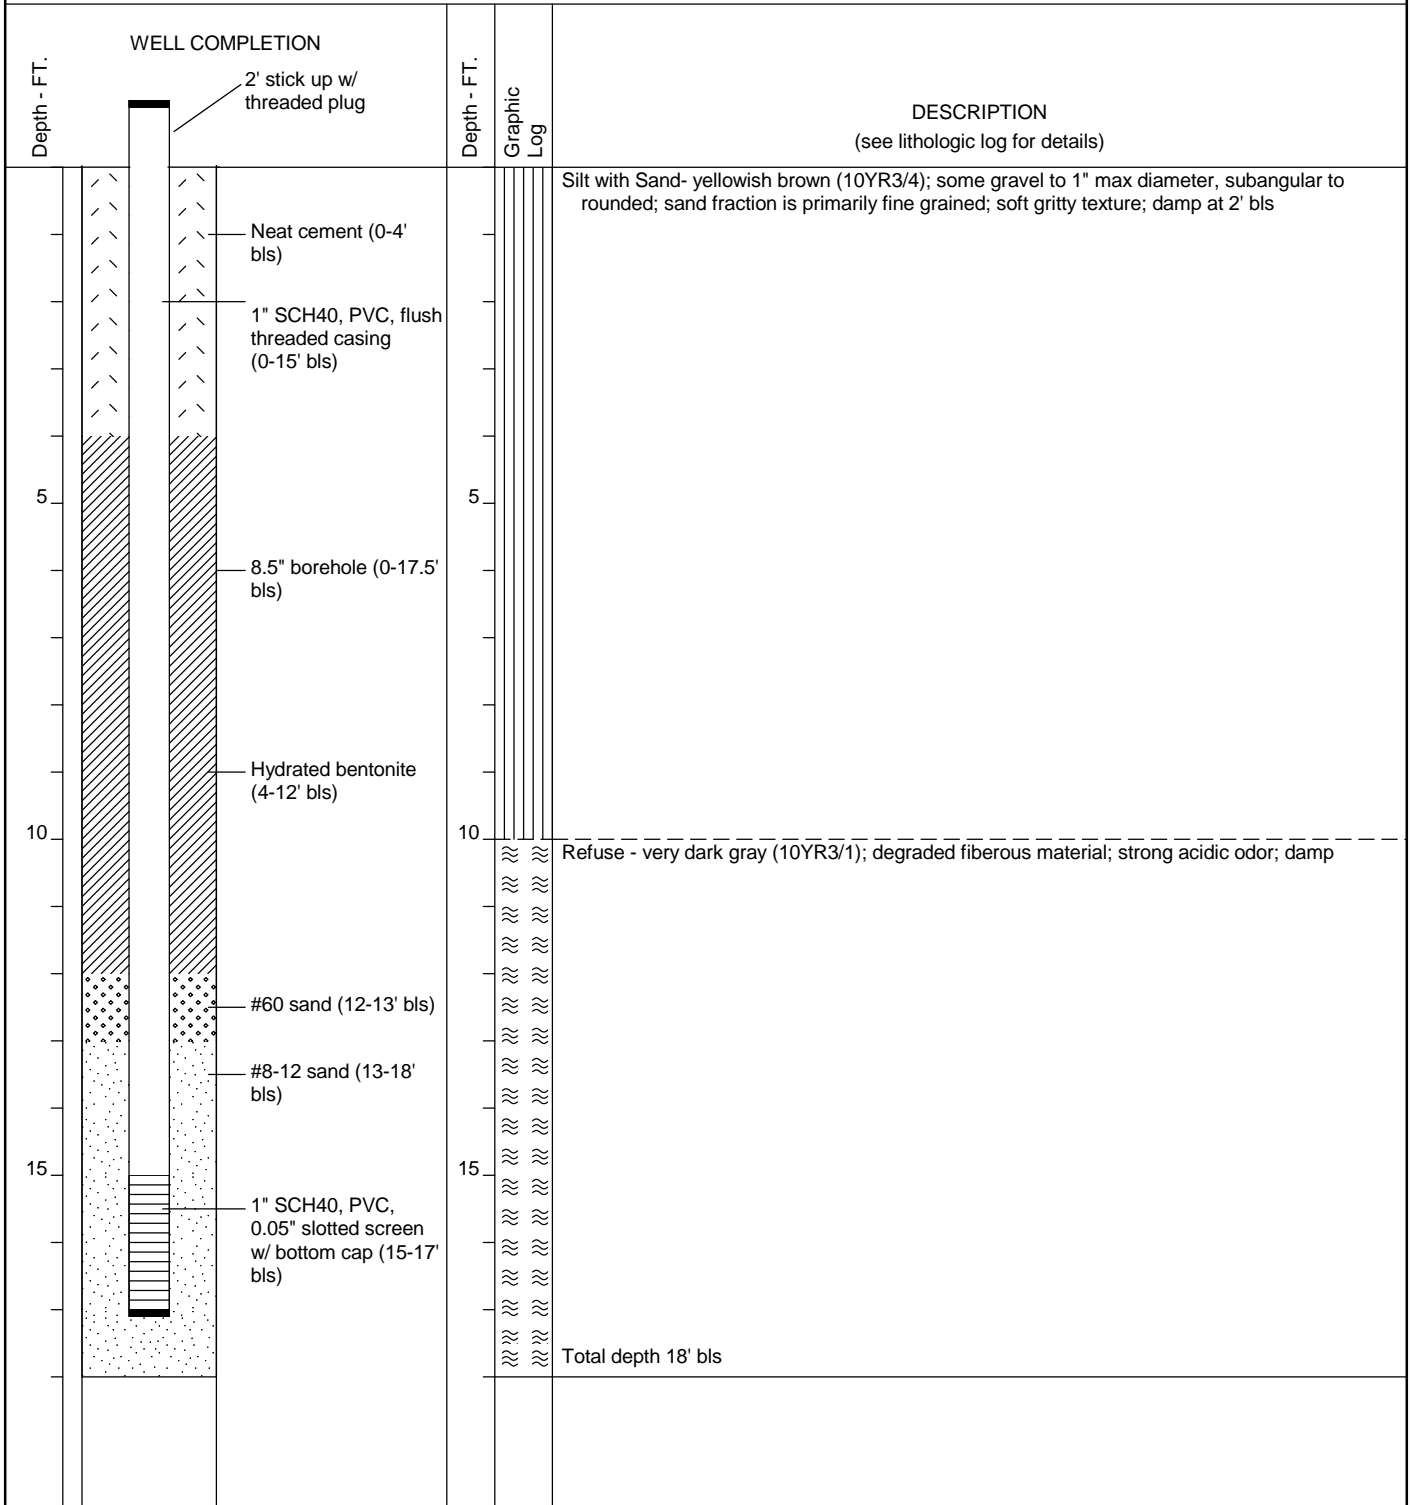 WELL COMPLETION
Depth - FT.
2' stick up w/
threaded plug
Depth - FT.
Graphic
Log
DESCRIPTION
(see lithologic log for details)
Silt with Sand- yellowish brown (10YR3/4); some gravel to 1" max diameter, subangular to
rounded; sand fraction is primarily fine grained; soft gritty texture; damp at 2' bls
Neat cement (0-4'
bls)
1" SCH40, PVC, flush
threaded casing
(0-15' bls)
5
5
8.5" borehole (0-17.5'
bls)
Hydrated bentonite
(4-12' bls)
10
10
Refuse - very dark gray (10YR3/1); degraded fiberous material; strong acidic odor; damp
#60 sand (12-13' bls)
#8-12 sand (13-18'
bls)
15
15
1" SCH40, PVC,
0.05" slotted screen
w/ bottom cap (15-17'
bls)
Total depth 18' bls